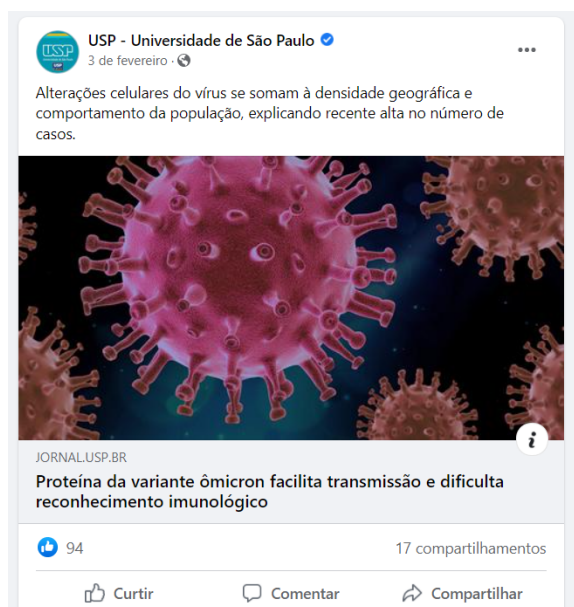 USP
USP - Universidade de São Paulo
3 de fevereiro ·
Alterações celulares do vírus se somam à densidade geográfica e
comportamento da população, explicando recente alta no número de
casos.
JORNAL.USP.BR
Proteína da variante ômicron facilita transmissão e dificulta
reconhecimento imunológico
94
17 compartilhamentos
Curtir
Comentar
Compartilhar